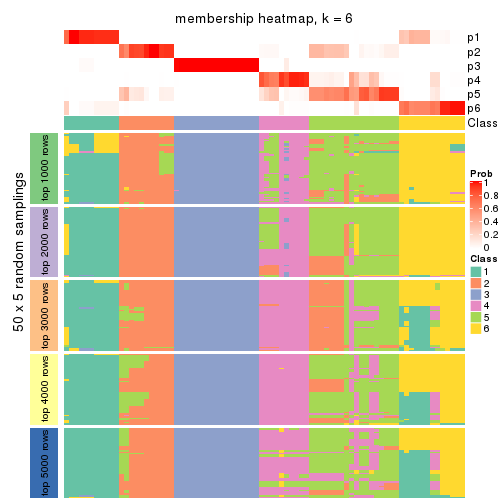 membership heatmap, k = 6
p1
p2
p3
p4
p5
p6
Class
50 x 5 random samplings
top 1000 rows
top 2000 rows
top 3000 rows
top 4000 rows
top 5000 rows
Prob
1
0.8
0.6
0.4
0.2
0
Class
1
2
3
4
5
6